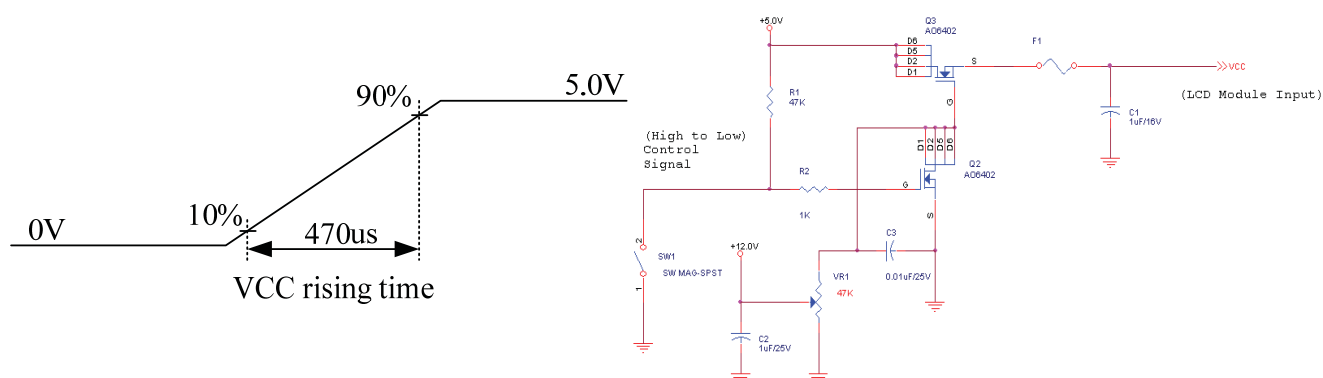 90%
5.0V
10%
0V
470us
VCC rising time
+5.0V
Q3
AO6402
D6
D5
D2
D1
S
G
F1
VCC
(LCD Module Input)
C1
1uF/16V
R1
47K
(High to Low)
Control
Signal
D1
D2
D5
D6
Q2
AO6402
R2
1K
G
S
2
SW1
SW MAG-SPST
1
+12.0V
C3
0.01uF/25V
VR1
47K
C2
1uF/25V